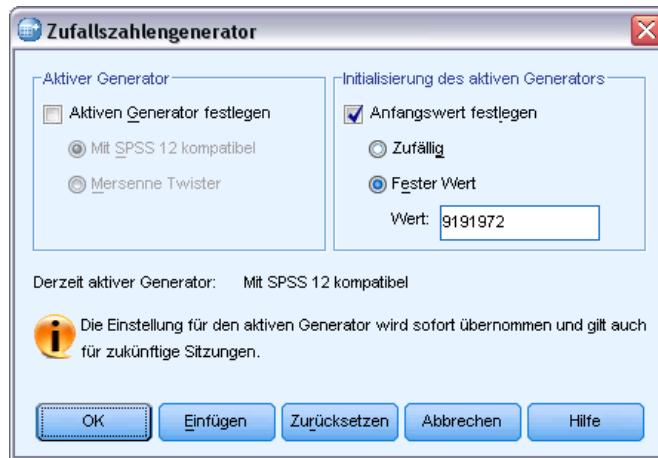 Zufallszahlengenerator
Aktiver Generator
Aktiven Generator festlegen
Mit SPSS 12 kompatibel
Mersenne Twister
Initialisierung des aktiven Generators
Anfangswert festlegen
Zufällig
Fester Wert
Wert: 9191972
Derzeit aktiver Generator: Mit SPSS 12 kompatibel
Die Einstellung für den aktiven Generator wird sofort übernommen und gilt auch
für zukünftige Sitzungen.
OK Einfügen Zurücksetzen Abbrechen Hilfe